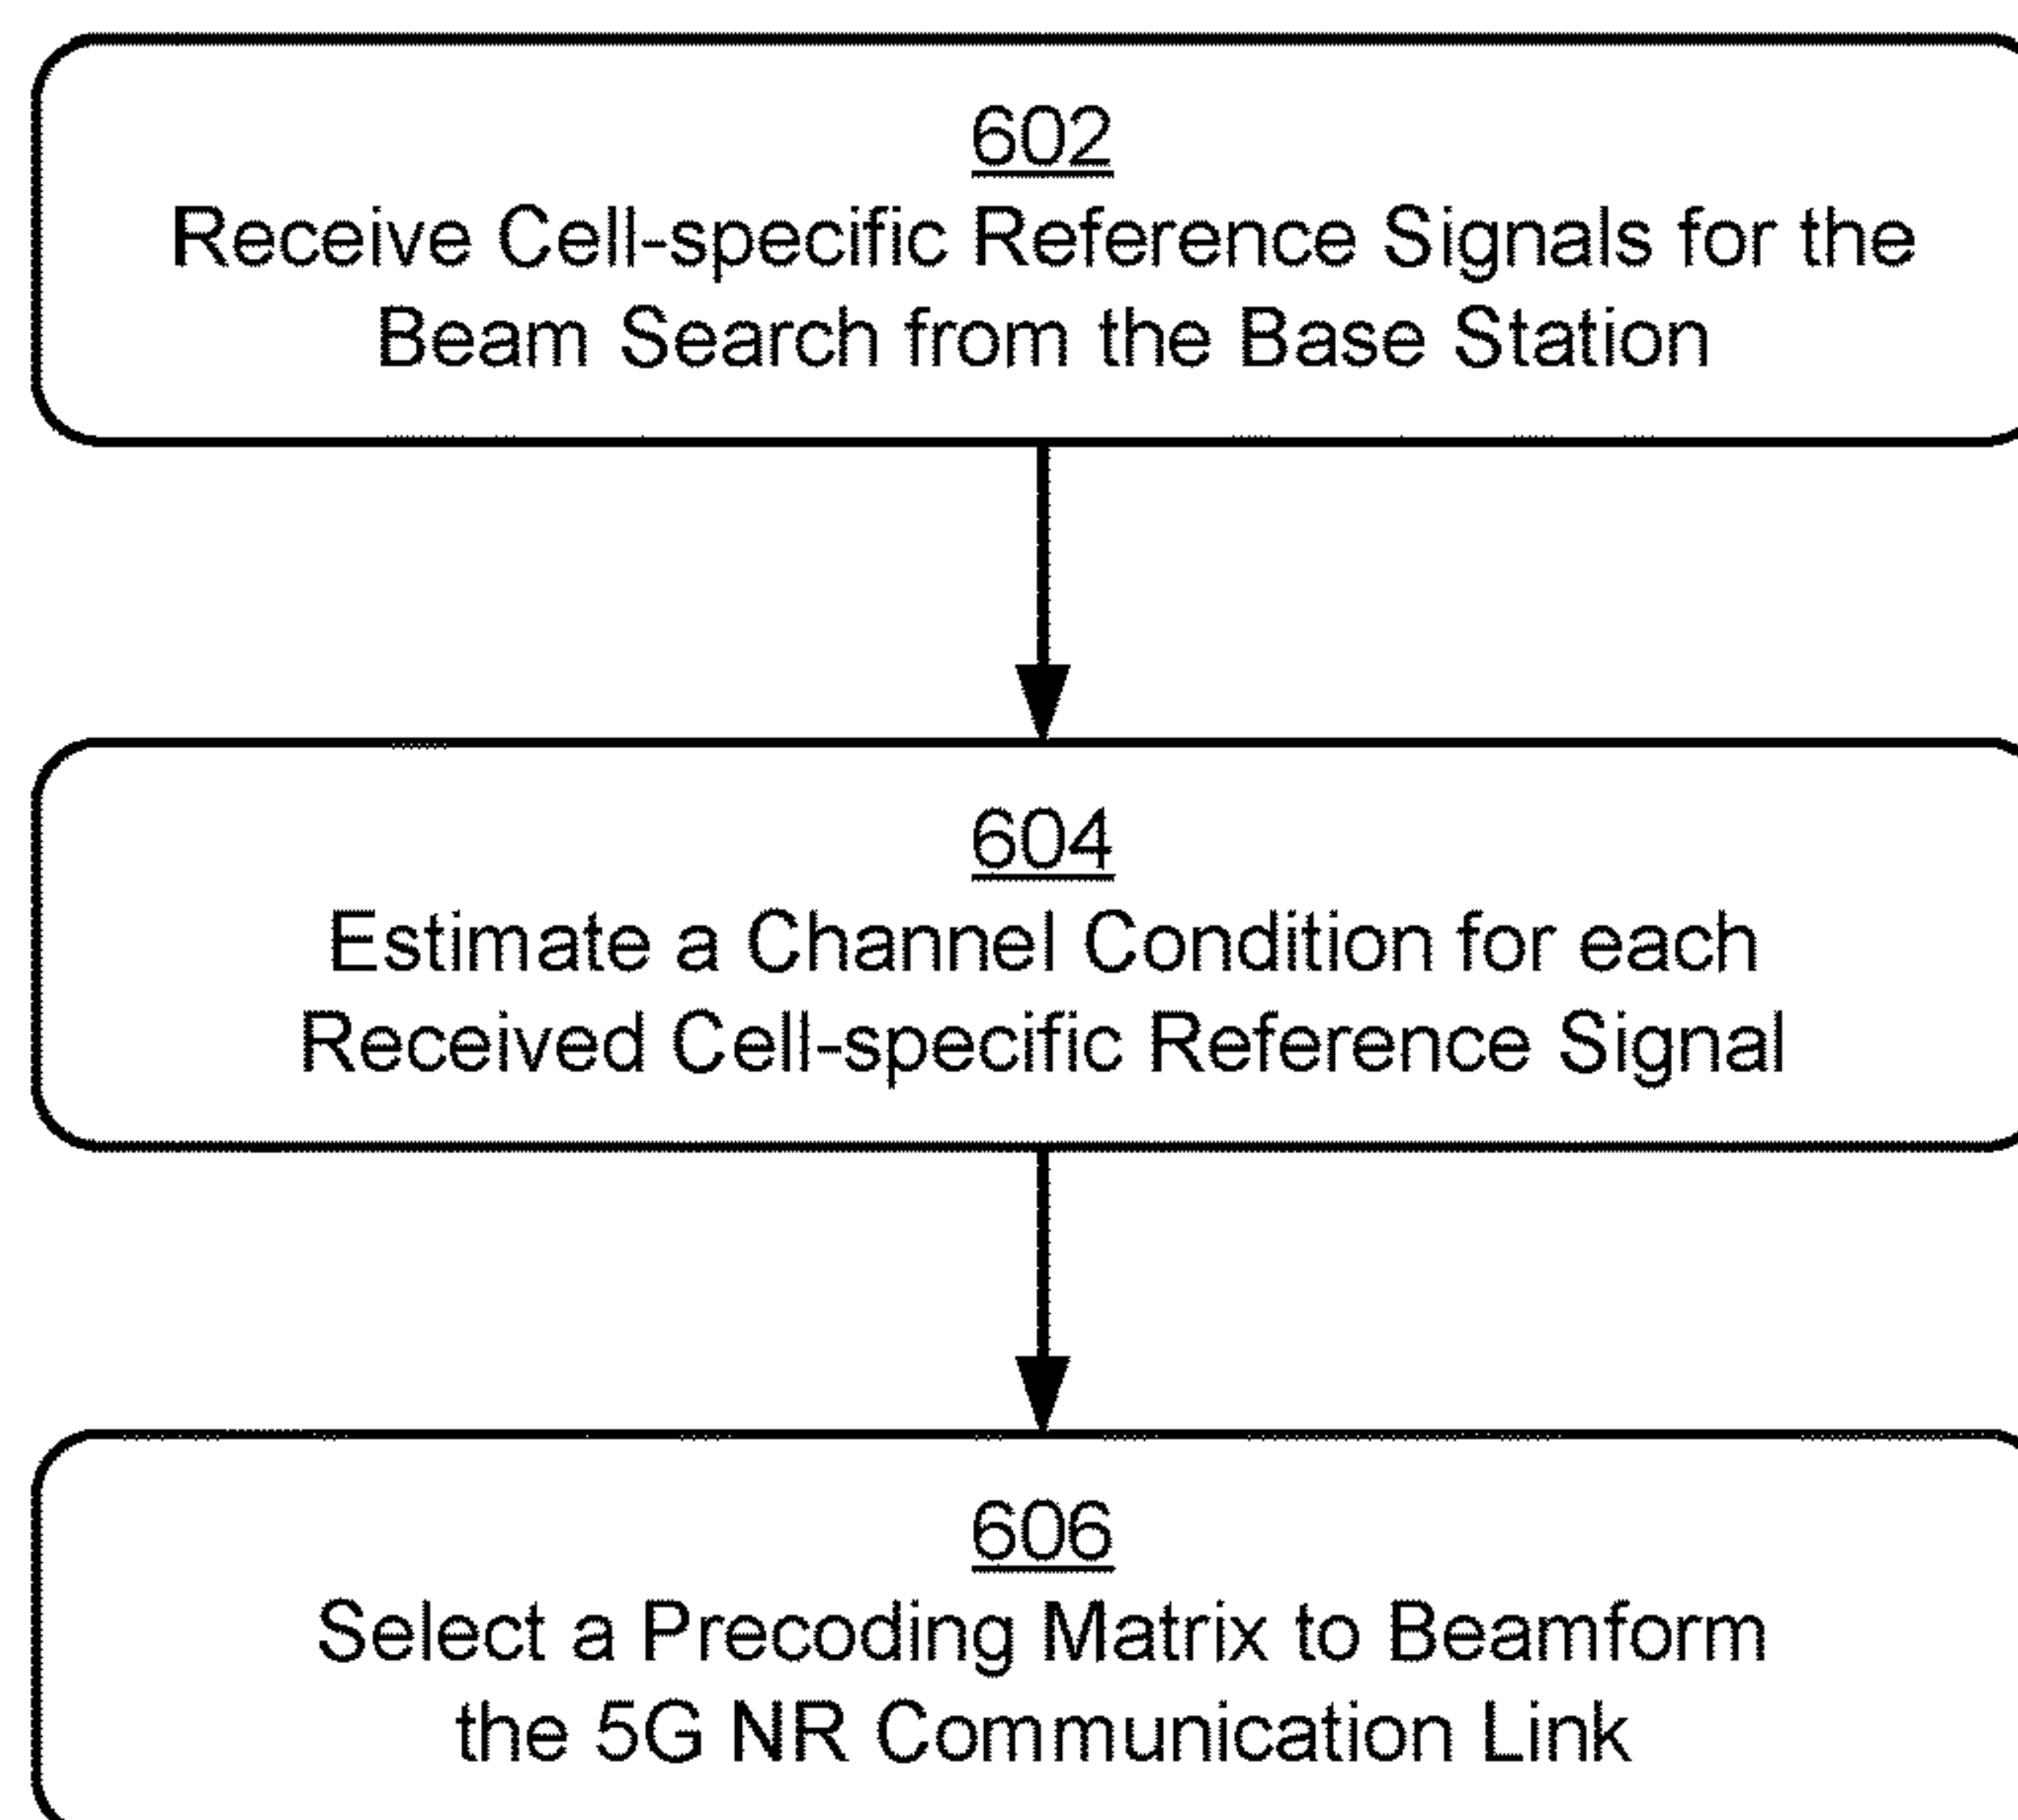 602
Receive Cell-specific Reference Signals for the
Beam Search from the Base Station
604
Estimate a Channel Condition for each
Received Cell-specific Reference Signal
606
Select a Precoding Matrix to Beamform
the 5G NR Communication Link